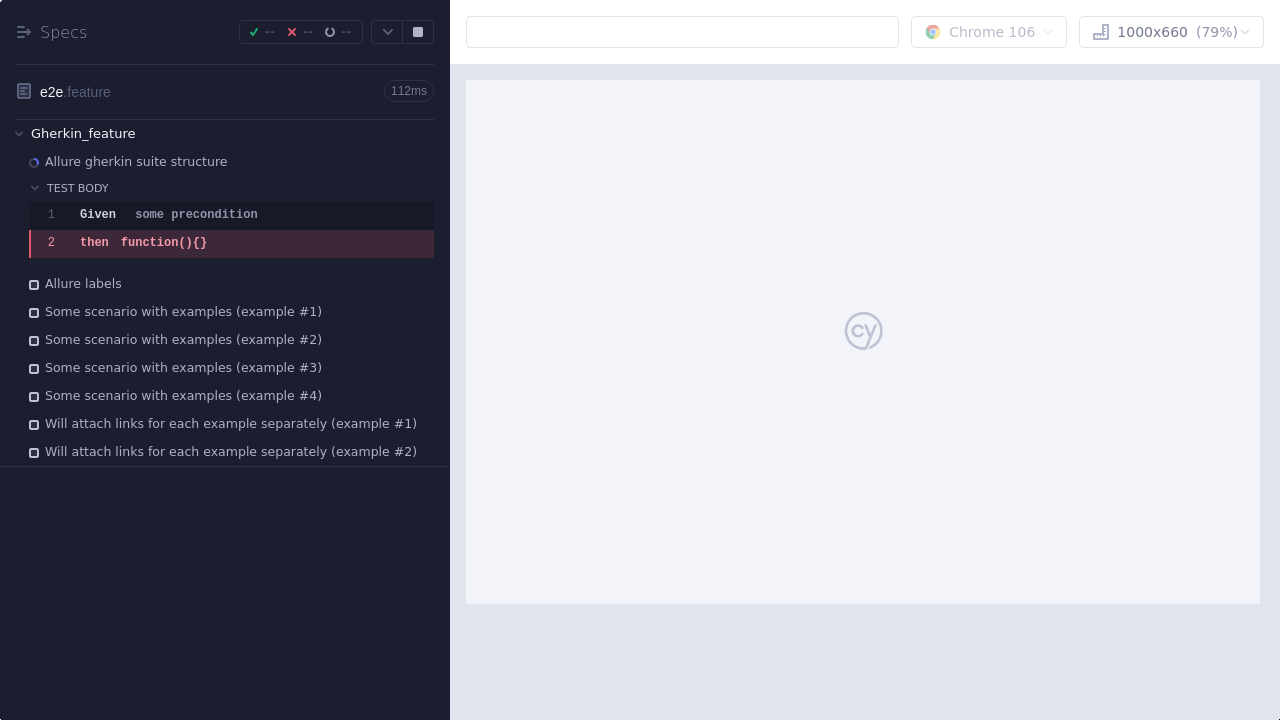 Specs -- -- --
Chrome 106
1000x660 (79%)
e2e.feature 112ms
Gherkin_feature
Allure gherkin suite structure
TEST BODY
1 Given some precondition
2 then function(){}
Allure labels
Some scenario with examples (example #1)
Some scenario with examples (example #2)
Some scenario with examples (example #3)
Some scenario with examples (example #4)
Will attach links for each example separately (example #1)
Will attach links for each example separately (example #2)
cy